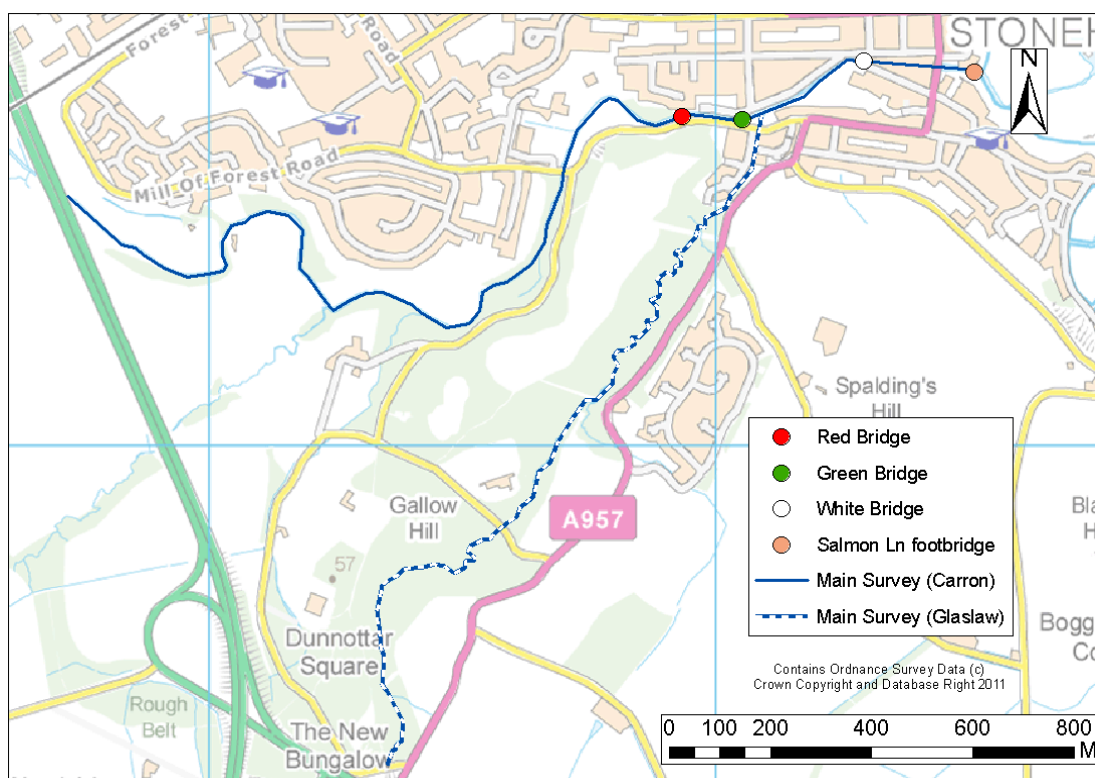 STONEH
N
Forest
Road
Mill Of Forest Road
Spalding's
Hill
Red Bridge
Green Bridge
White Bridge
Salmon Ln footbridge
Main Survey (Carron)
Main Survey (Glaslaw)
Gallow
Hill
A957
57
Dunnottar
Square
Rough
Belt
The New
Bungalow
Bla
H
Bogg
Co
Contains Ordnance Survey Data (c)
Crown Copyright and Database Right 2011
0 100 200 400 600 800
M